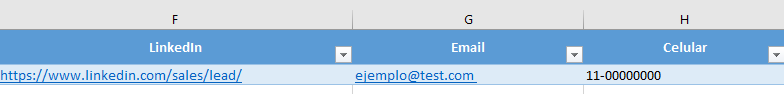 F G H
LinkedIn Email Celular
https://www.linkedin.com/sales/lead/ ejemplo@test.com 11-00000000